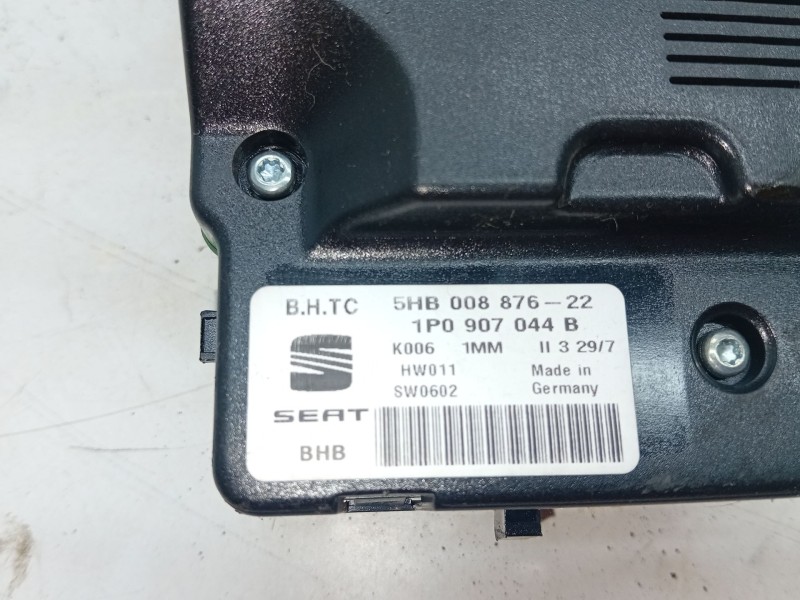 B.H.TC 5HB 008 876-22
1P0 907 044 B
K006 1MM II 3 29/7
HW011 Made in
SW0602 Germany
SEAT
BHB